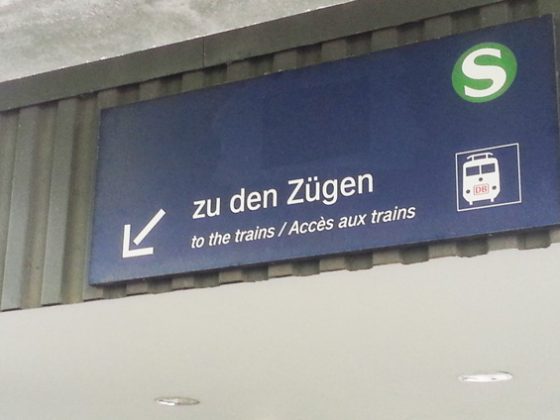 S
zu den Zügen
to the trains / Accès aux trains
DB